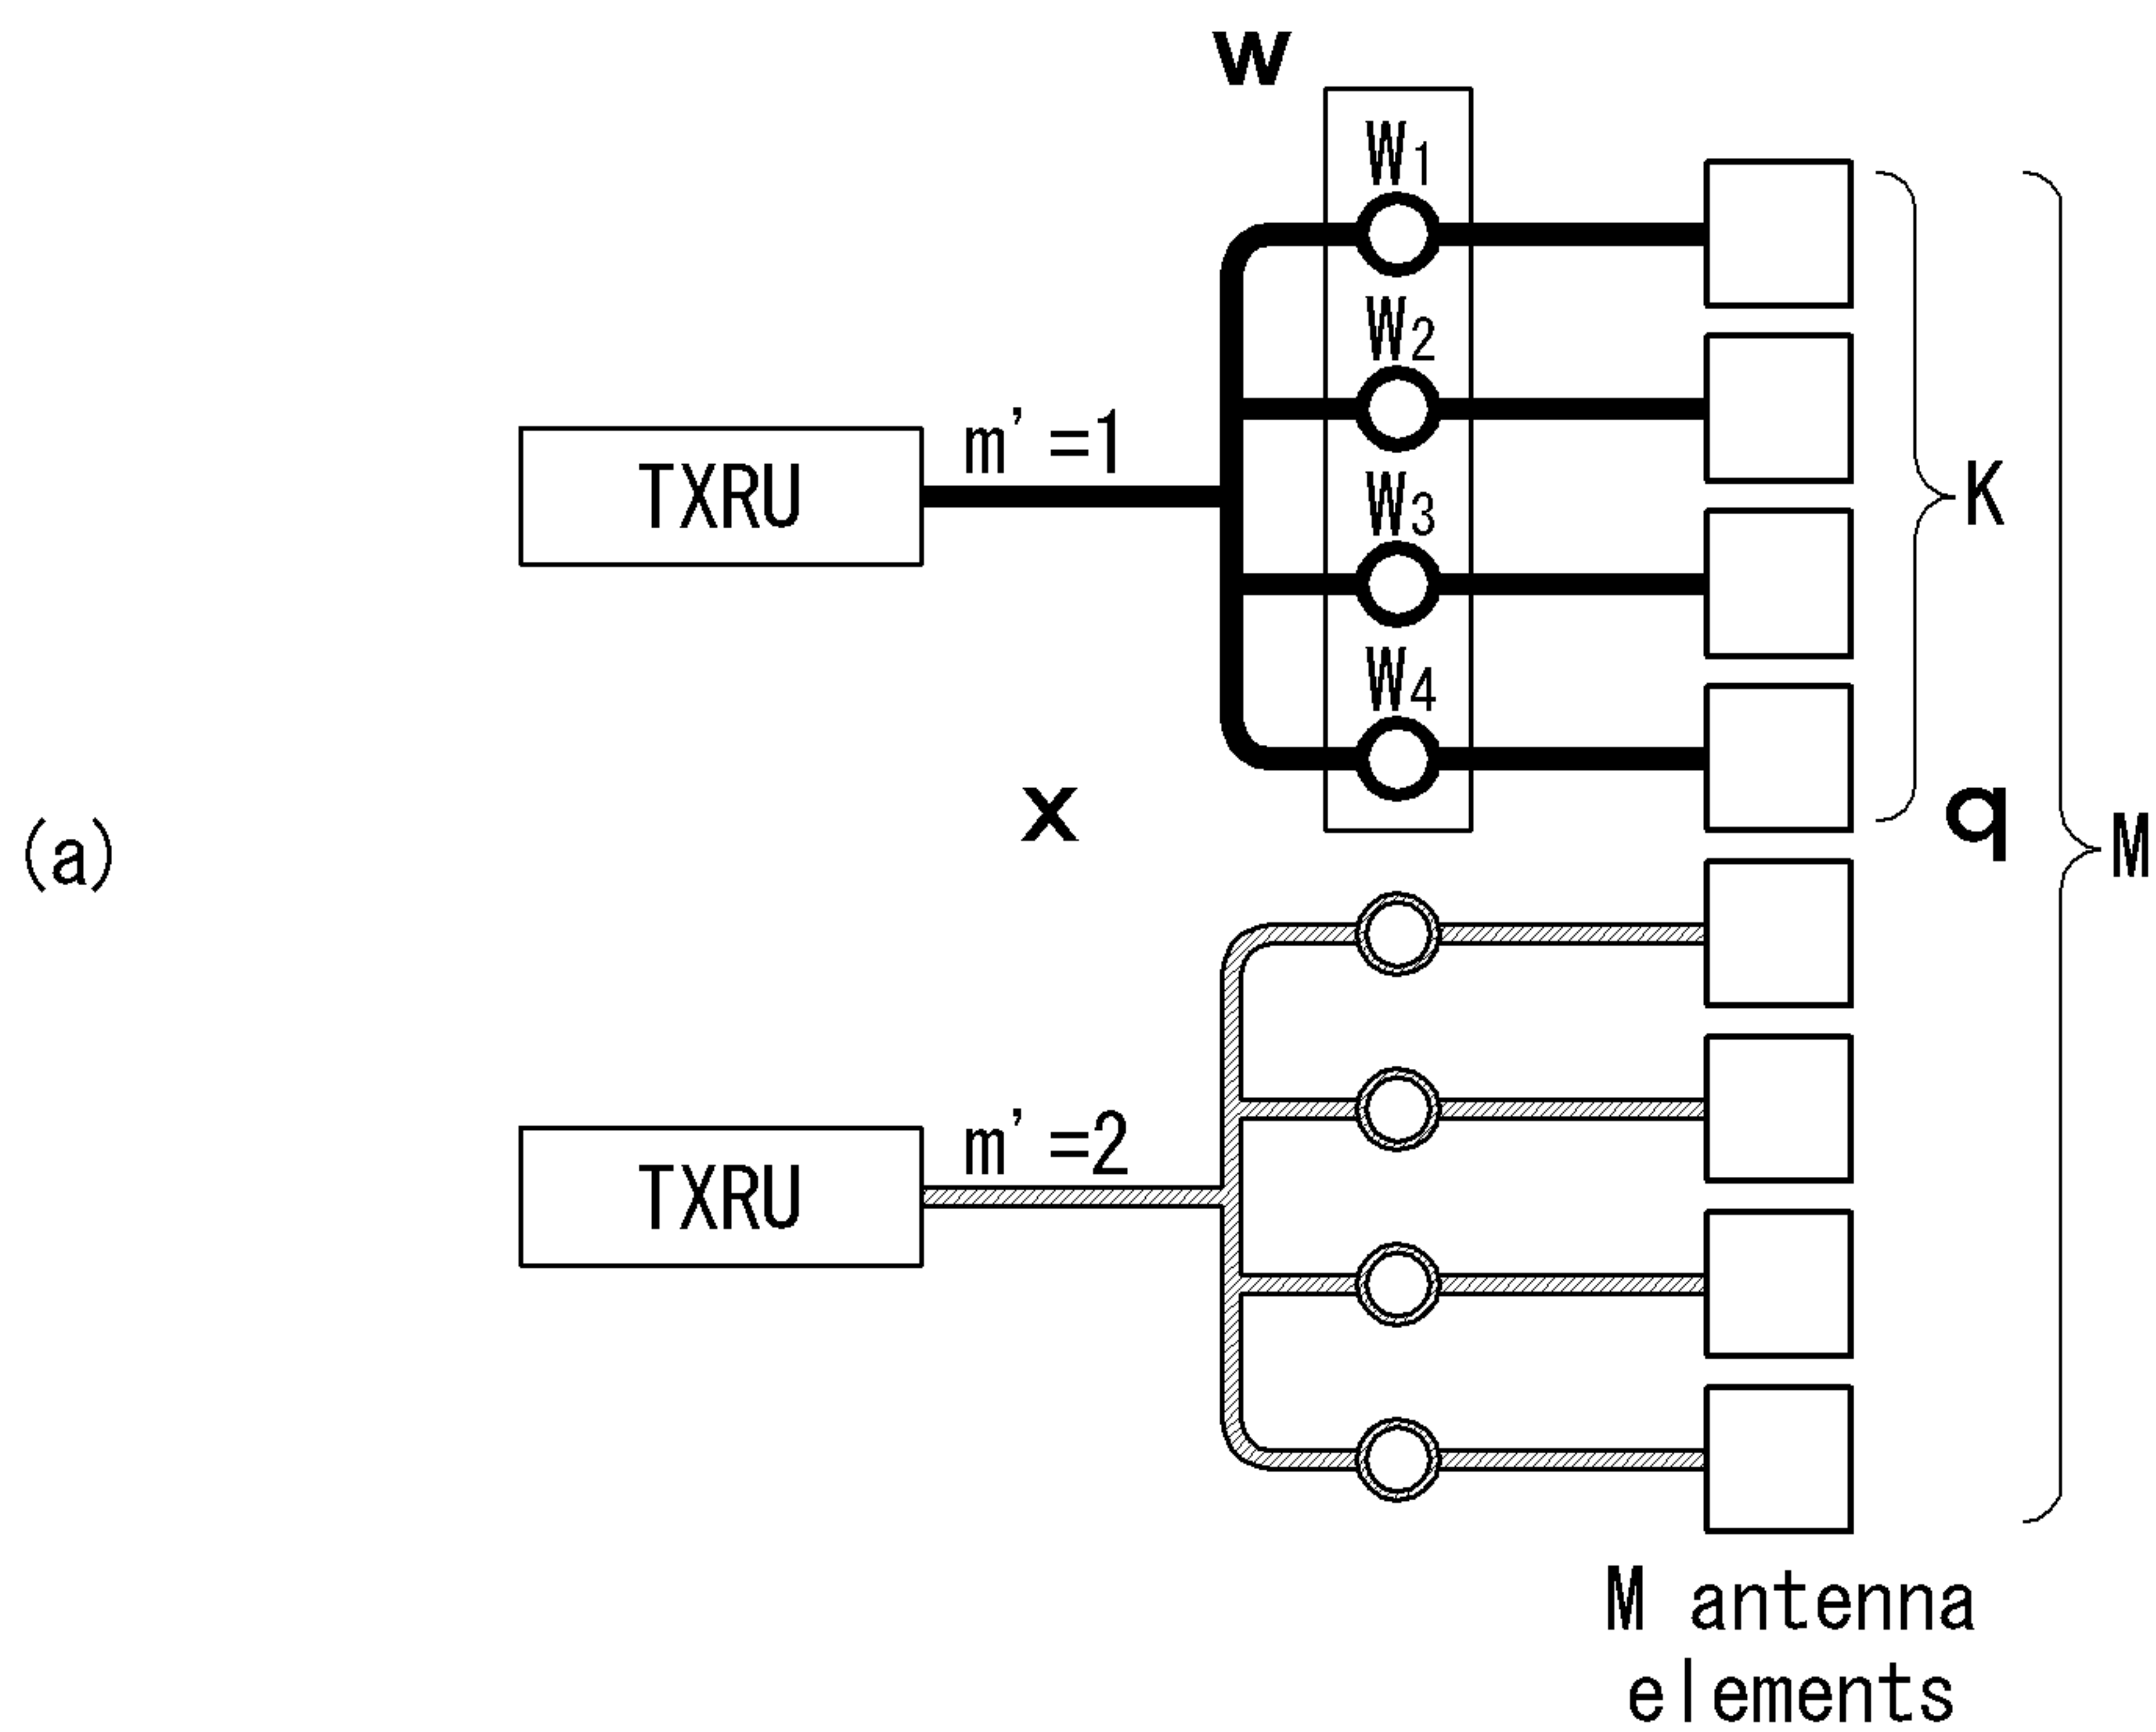 w
W1
W2
m'=1
TXRU
W3
K
W4
x
q
(a)
M
m'=2
TXRU
M antenna
elements